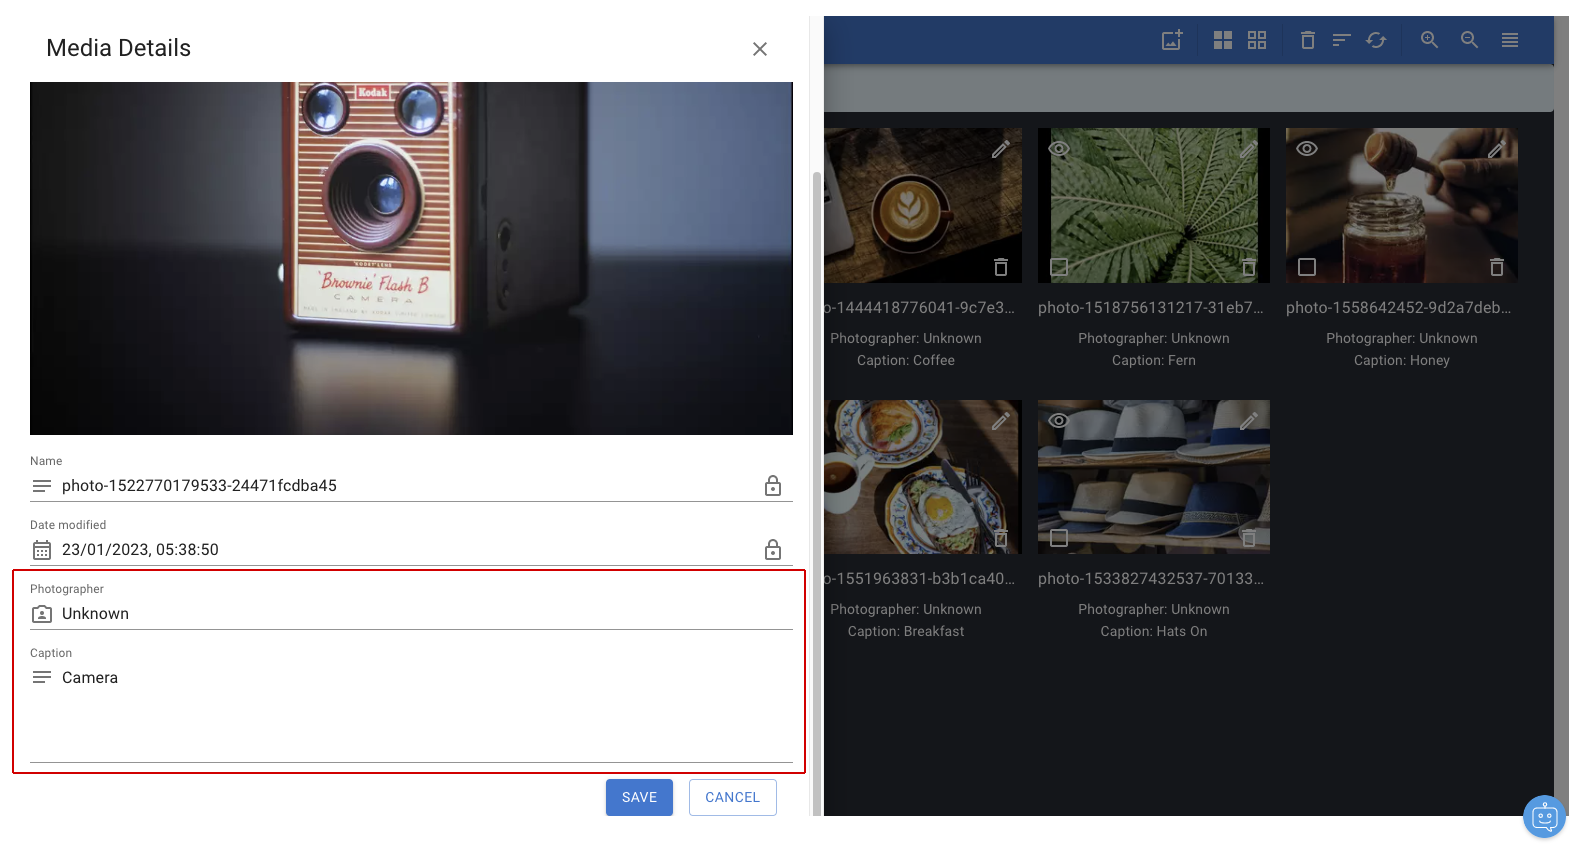 Media Details
Kodak
'Brownie' Flash B
CAMERA
Name
photo-1522770179533-24471fcdba45
Date modified
23/01/2023, 05:38:50
Photographer
Unknown
Caption
Camera
SAVE
CANCEL
o-1444418776041-9c7e3...
Photographer: Unknown
Caption: Coffee
photo-1518756131217-31eb7...
Photographer: Unknown
Caption: Fern
photo-1558642452-9d2a7deb...
Photographer: Unknown
Caption: Honey
o-1551963831-b3b1ca40...
Photographer: Unknown
Caption: Breakfast
photo-1533827432537-70133...
Photographer: Unknown
Caption: Hats On